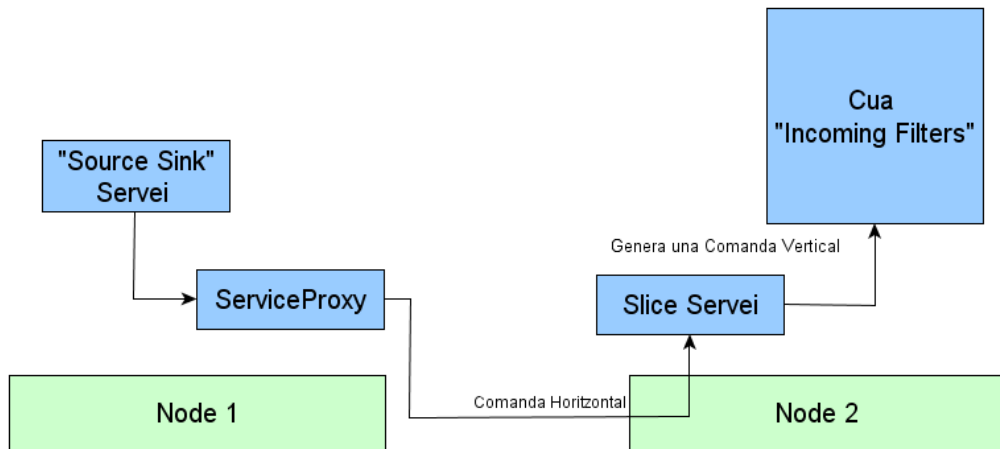 Cua
"Incoming Filters"
"Source Sink"
Servei
Genera una Comanda Vertical
ServiceProxy
Slice Servei
Comanda Horitzontal
Node 1
Node 2